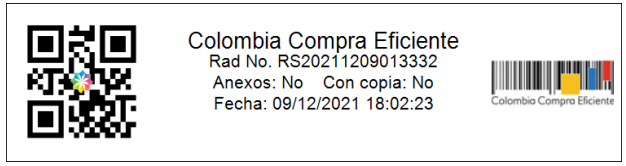 Colombia Compra Eficiente
Rad No. RS20211209013332
Anexos: No Con copia: No
Fecha: 09/12/2021 18:02:23
Colombia Compra Eficiente